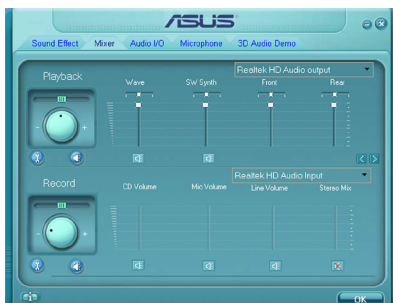 ASUS
Sound Effect Mixer Audio I/O Microphone 3D Audio Demo
Realtek HD Audio output
Playback
Wave SW Synth Front Rear
- +
Realtek HD Audio Input
Record
CD Volume Mic Volume Line Volume Stereo Mix
- +
i
OK